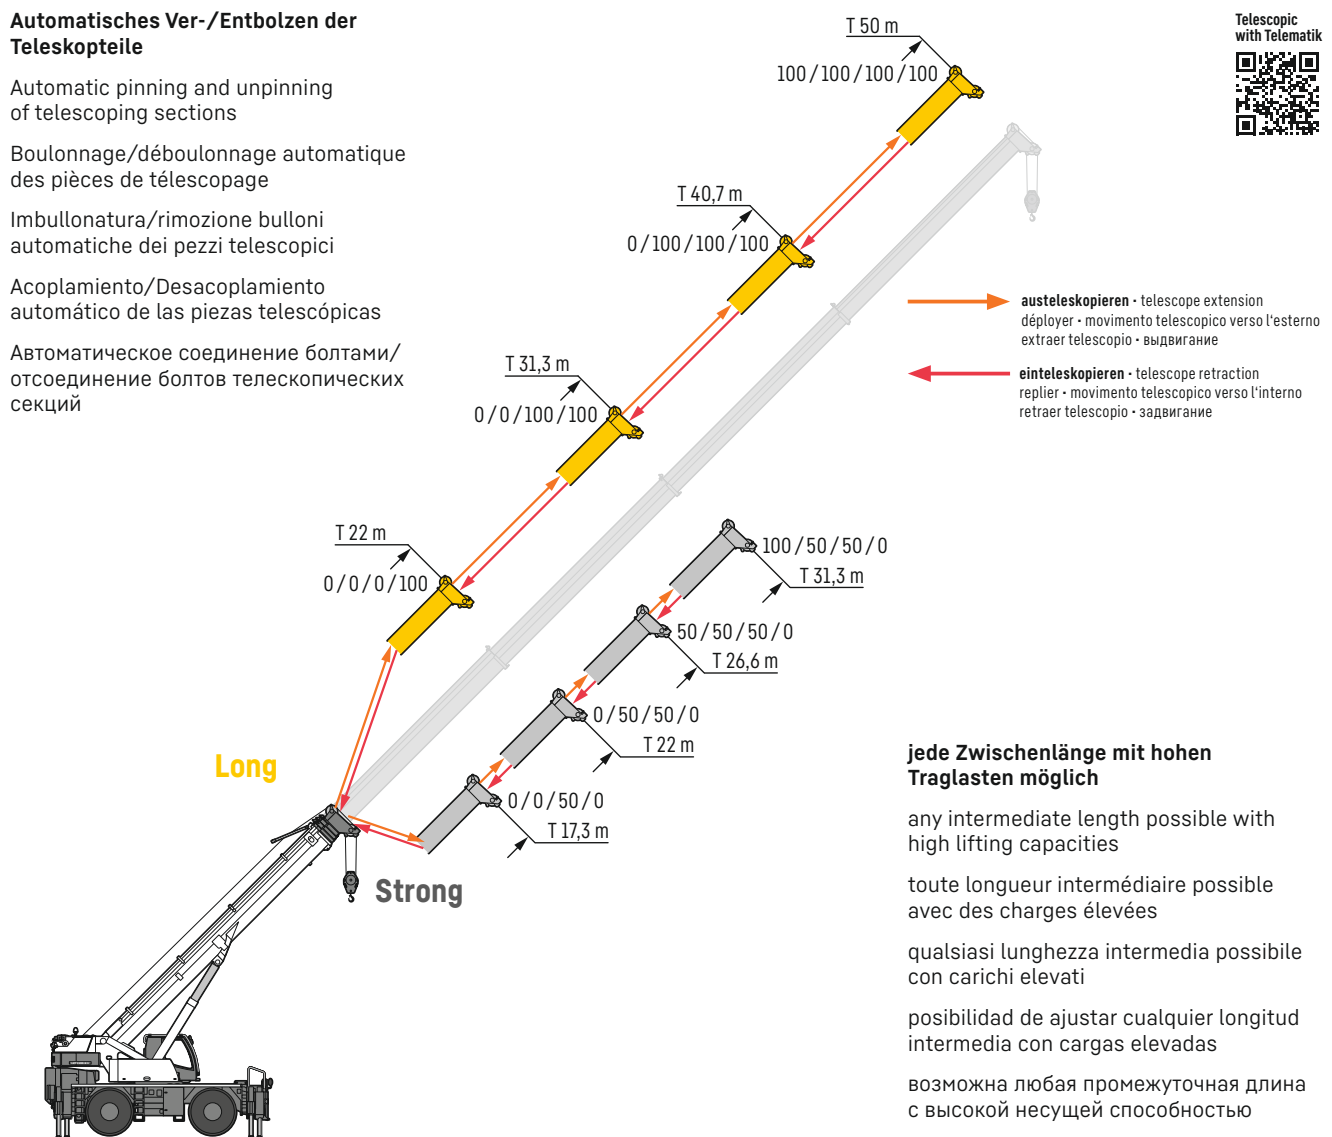 Automatisches Ver-/Entbolzen der
Teleskopteile
Automatic pinning and unpinning
of telescoping sections
Boulonnage/déboulonnage automatique
des pièces de télescopage
Imbullonatura/rimozione bulloni
automatiche dei pezzi telescopici
Acoplamiento/Desacoplamiento
automático de las piezas telescópicas
Автоматическое соединение болтами/
отсоединение болтов телескопических
секций
Telescopic
with Telematik
T 50 m
100/100/100/100
T 40,7 m
0/100/100/100
T 31,3 m
0/0/100/100
T 22 m
0/0/0/100
Long
austeleskopieren • telescope extension
déployer • movimento telescopico verso l‘esterno
extraer telescopio • выдвигание
einteleskopieren • telescope retraction
replier • movimento telescopico verso l‘interno
retraer telescopio • задвигание
100/50/50/0
T 31,3 m
50/50/50/0
T 26,6 m
0/50/50/0
T 22 m
0/0/50/0
T 17,3 m
Strong
jede Zwischenlänge mit hohen
Traglasten möglich
any intermediate length possible with
high lifting capacities
toute longueur intermédiaire possible
avec des charges élevées
qualsiasi lunghezza intermedia possibile
con carichi elevati
posibilidad de ajustar cualquier longitud
intermedia con cargas elevadas
возможна любая промежуточная длина
с высокой несущей способностью